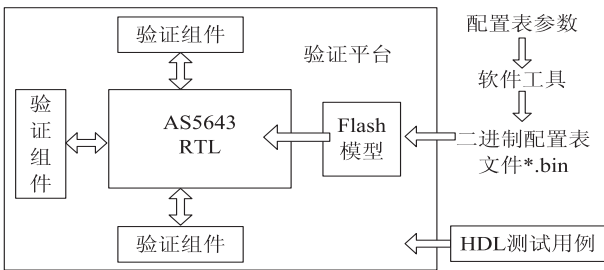 验证组件
验证平台
配置表参数
软件工具
验证组件
AS5643
RTL
Flash
模型
二进制配置表
文件*.bin
验证组件
HDL测试用例